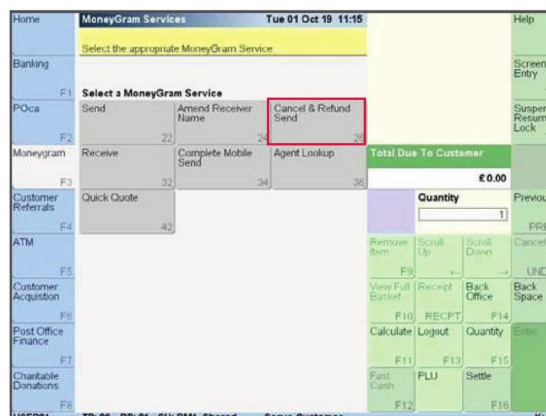 Home
MoneyGram Services
Tue 01 Oct 19 11:15
Help
Select the appropriate MoneyGram Service
Banking
F1
Screen
Entry
Select a MoneyGram Service
POca
F2
Send
22
Amend Receiver
Name
24
Cancel & Refund
Send
26
Resum
Lock
Moneygram
F3
Receive
32
Complete Mobile
Send
34
Agent Lookup
36
Total Due To Customer
£0.00
Customer
Referrals
F4
Quick Quote
42
Quantity
1
Previou
PRE
ATM
F5
Remove
Item
F9
Scroll
Up
←
Scroll
Down
→
Cancel
UND
Customer
Acquistion
F6
View Full
Basket
F10
Receipt
RECPT
Back
Office
F14
Back
Space
Post Office
Finance
F7
Calculate
F11
Logout
F13
Quantity
F15
Enter
Charitable
Donations
F8
Fast
Cash
F12
PLU
Settle
F16